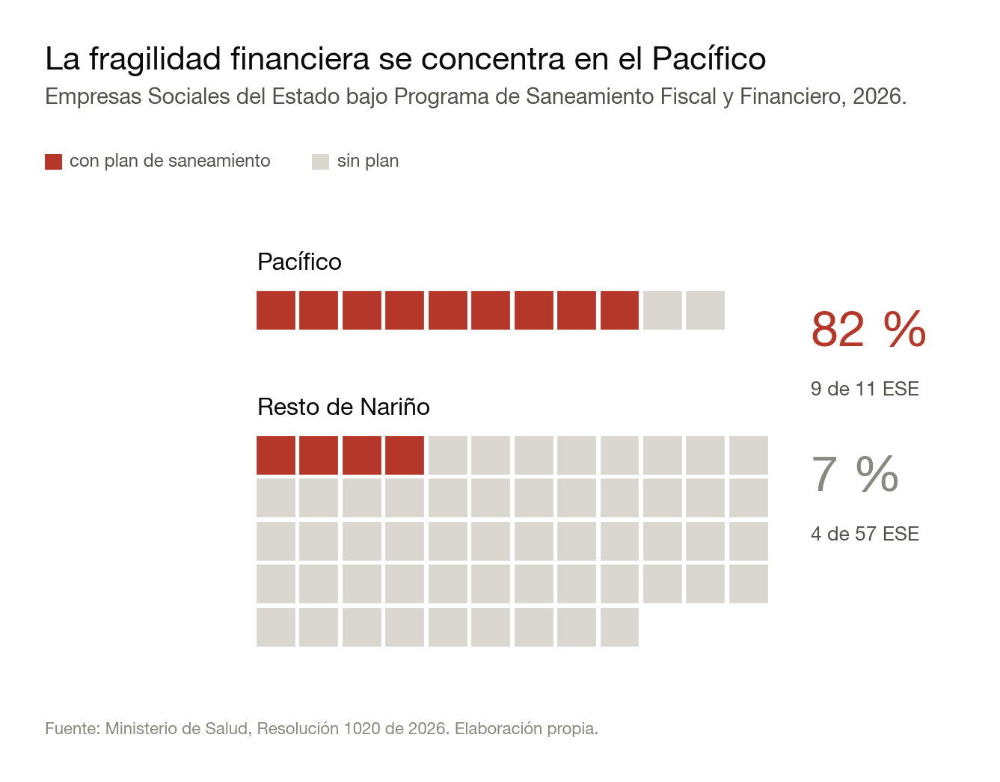 La fragilidad financiera se concentra en el Pacífico
Empresas Sociales del Estado bajo Programa de Saneamiento Fiscal y Financiero, 2026.
con plan de saneamiento
sin plan
Pacífico
82 %
9 de 11 ESE
Resto de Nariño
7 %
4 de 57 ESE
Fuente: Ministerio de Salud, Resolución 1020 de 2026. Elaboración propia.